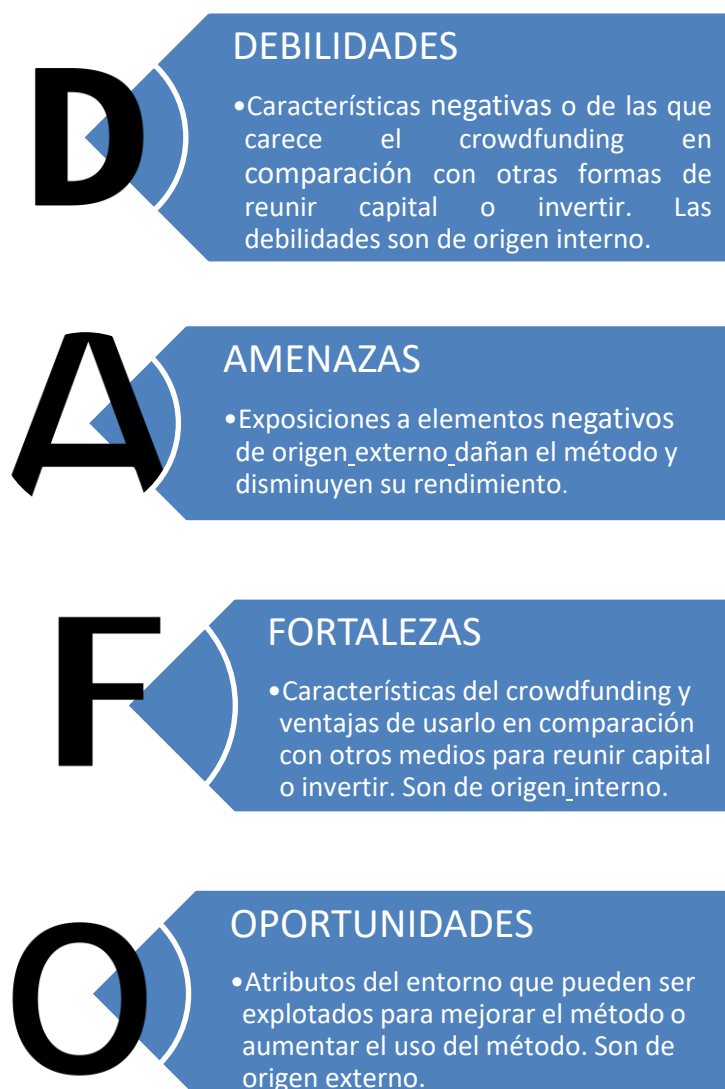 D
DEBILIDADES
•Características negativas o de las que
carece el crowdfunding en
comparación con otras formas de
reunir capital o invertir. Las
debilidades son de origen interno.
A
AMENAZAS
•Exposiciones a elementos negativos
de origen externo dañan el método y
disminuyen su rendimiento.
F
FORTALEZAS
•Características del crowdfunding y
ventajas de usarlo en comparación
con otros medios para reunir capital
o invertir. Son de origen interno.
O
OPORTUNIDADES
•Atributos del entorno que pueden ser
explotados para mejorar el método o
aumentar el uso del método. Son de
origen externo.